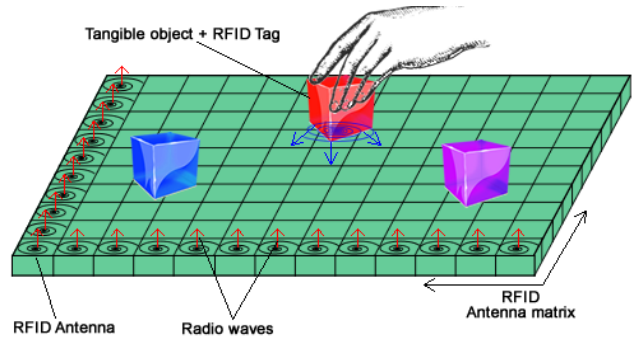 Tangible object + RFID Tag
RFID Antenna
Radio waves
RFID
Antenna matrix